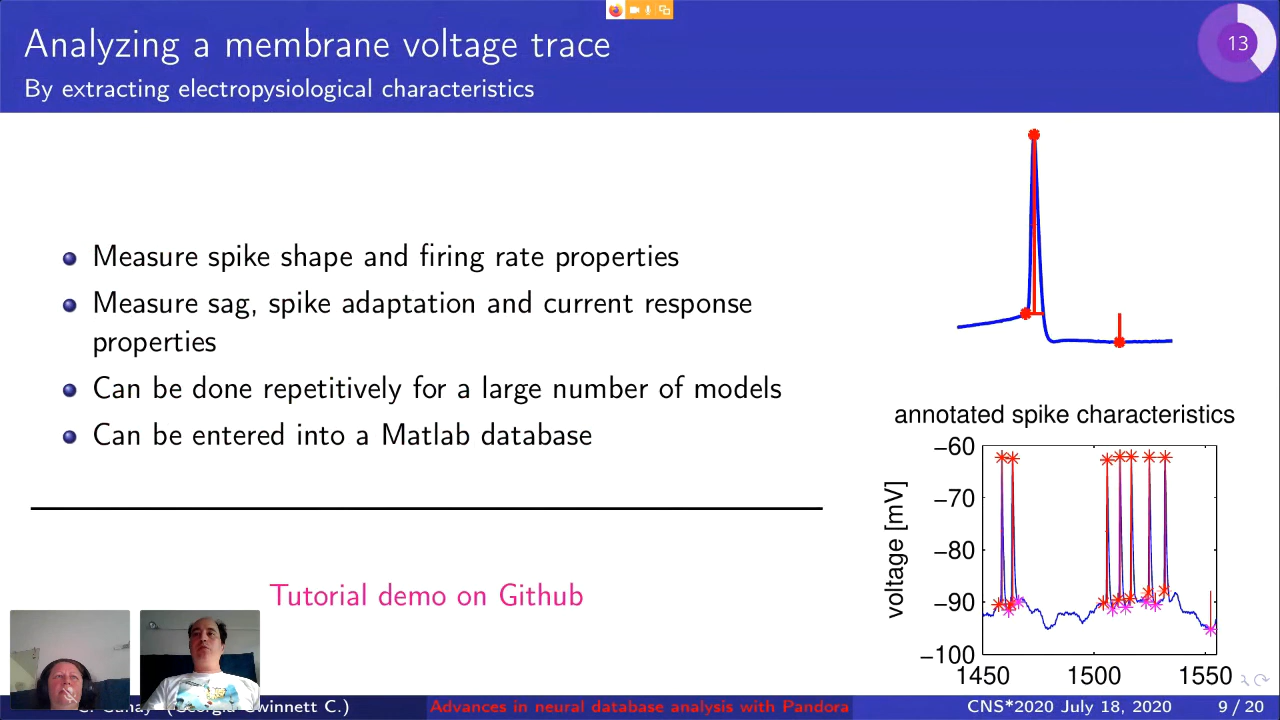 Analyzing a membrane voltage trace
13
By extracting electropysiological characteristics
Measure spike shape and firing rate properties
Measure sag, spike adaptation and current response
properties
Can be done repetitively for a large number of models
Can be entered into a Matlab database
Tutorial demo on Github
annotated spike characteristics
voltage [mV]
−60
−70
−80
−90
−100
1450 1500 1550
Gwinnett C.)
Advances in neural database analysis with Pandora
CNS*2020 July 18, 2020
9 / 20